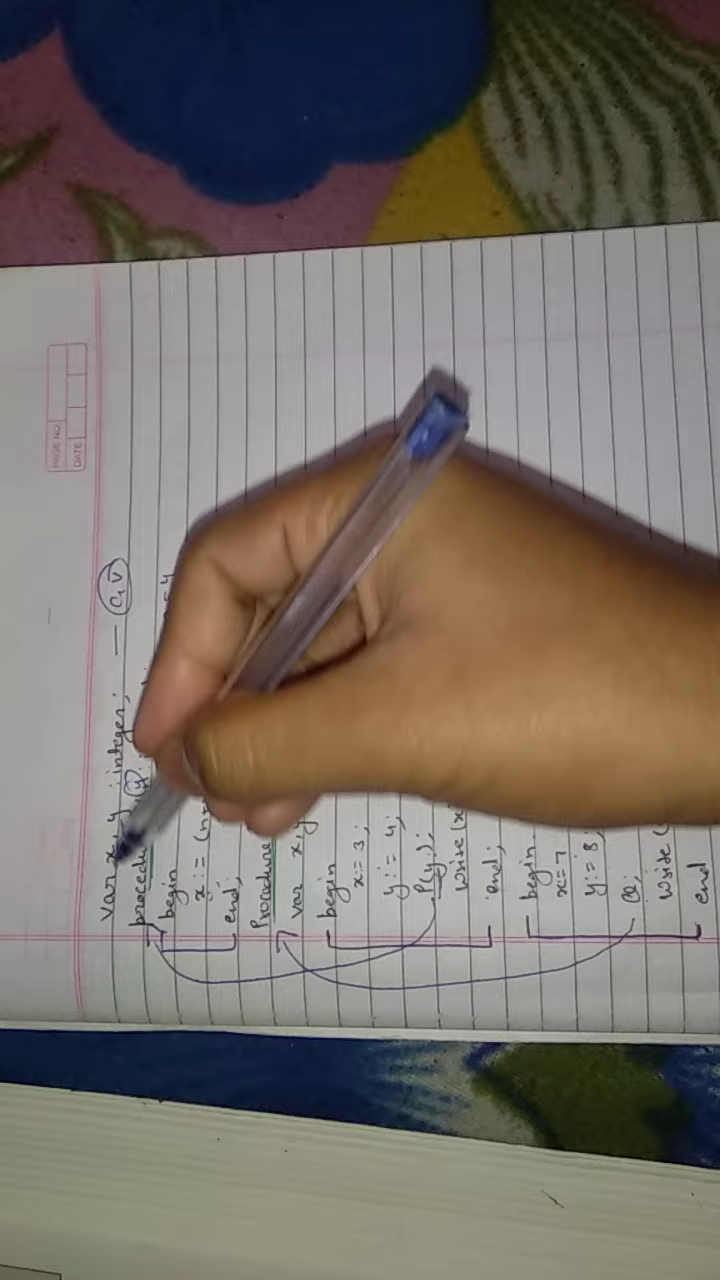 PAGE NO.
DATE
var x, y : integer; — G.V
procedu (y
begin
x := (n
end;
Procedure
var x, y
begin
x := 3;
y := 4;
P(y);
write (x
end;
begin
x=7
y := 8;
Q;
write (
end